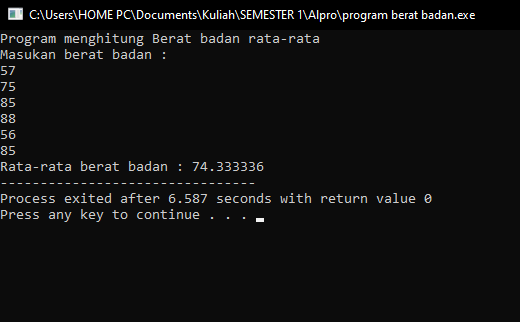 C:\Users\HOME PC\Documents\Kuliah\SEMESTER 1\Alpro\program berat badan.exe
Program menghitung Berat badan rata-rata
Masukan berat badan :
57
75
85
88
56
85
Rata-rata berat badan : 74.333336
--------------------------------
Process exited after 6.587 seconds with return value 0
Press any key to continue . . .